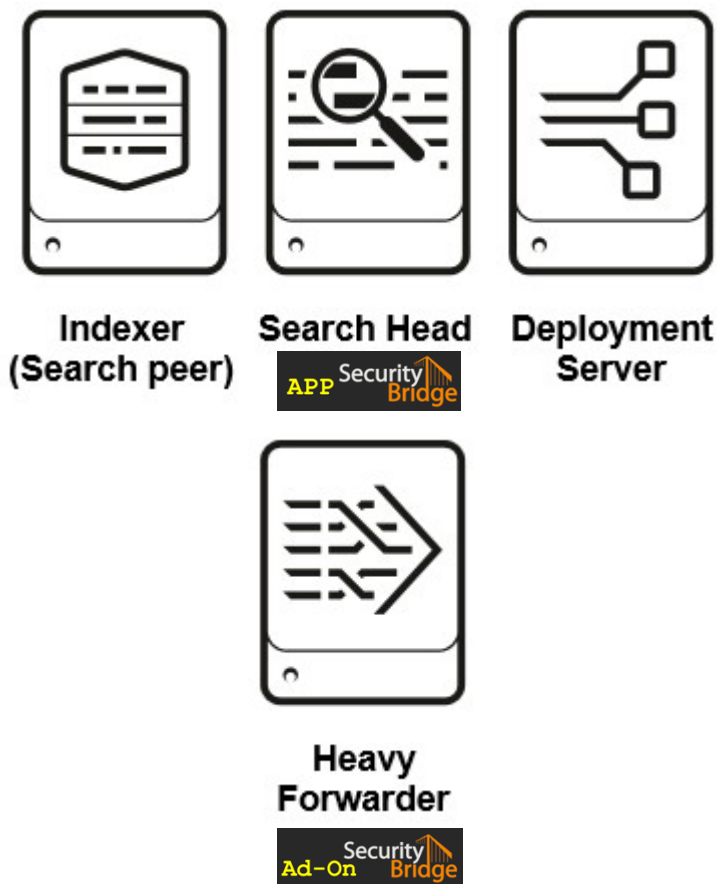 Indexer
(Search peer)
Search Head
APP Security
Bridge
Deployment
Server
Heavy
Forwarder
Security
Ad-On Bridge